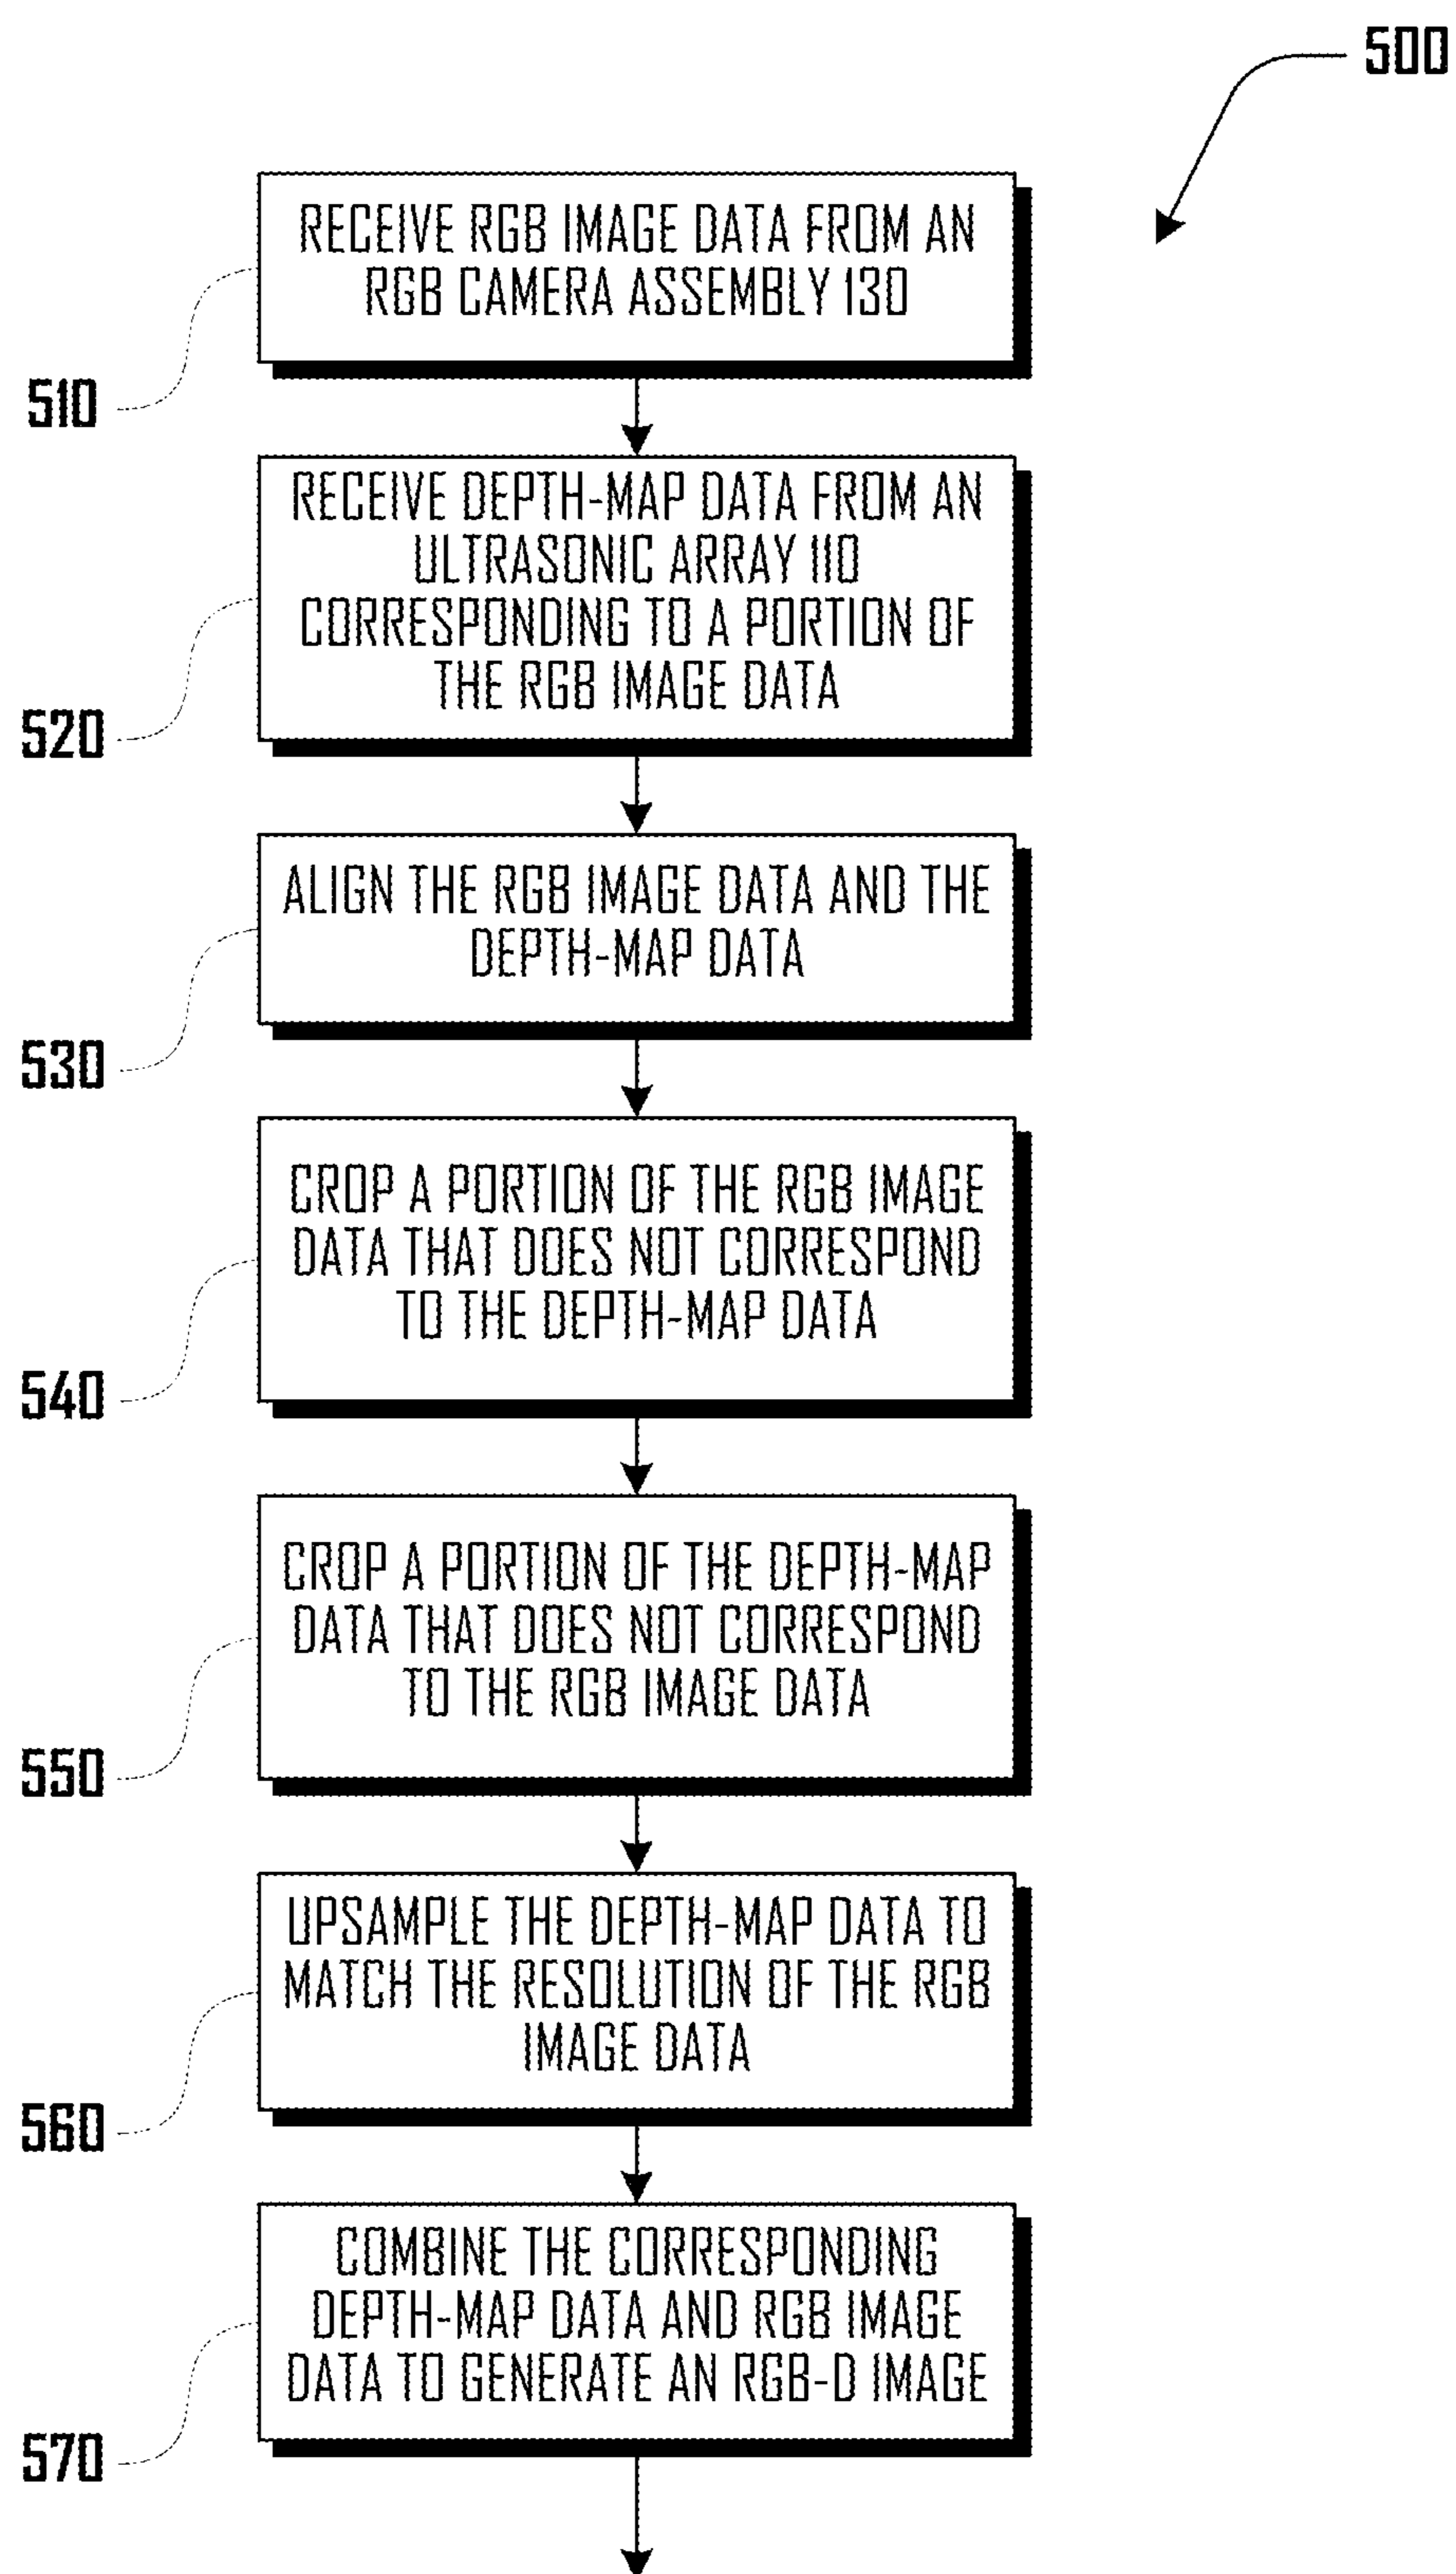 500
RECEIVE RGB IMAGE DATA FROM AN
RGB CAMERA ASSEMBLY 130
510
RECEIVE DEPTH-MAP DATA FROM AN
ULTRASONIC ARRAY 110
CORRESPONDING TO A PORTION OF
THE RGB IMAGE DATA
520
ALIGN THE RGB IMAGE DATA AND THE
DEPTH-MAP DATA
530
CROP A PORTION OF THE RGB IMAGE
DATA THAT DOES NOT CORRESPOND
TO THE DEPTH-MAP DATA
540
CROP A PORTION OF THE DEPTH-MAP
DATA THAT DOES NOT CORRESPOND
TO THE RGB IMAGE DATA
550
UPSAMPLE THE DEPTH-MAP DATA TO
MATCH THE RESOLUTION OF THE RGB
IMAGE DATA
560
COMBINE THE CORRESPONDING
DEPTH-MAP DATA AND RGB IMAGE
DATA TO GENERATE AN RGB-D IMAGE
570